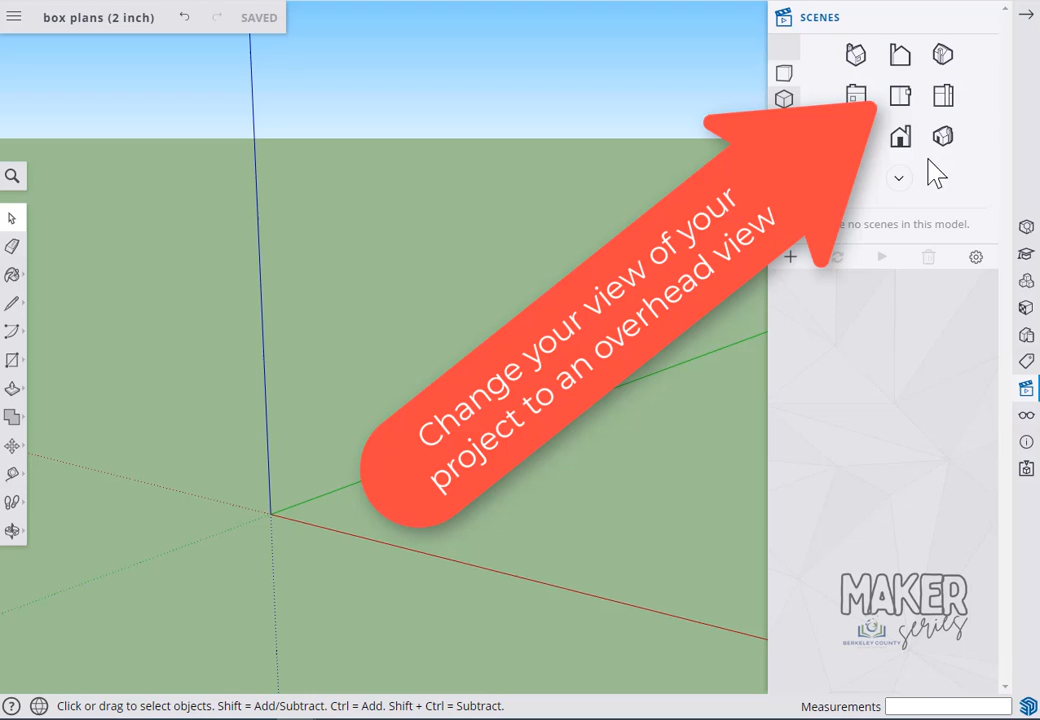 box plans (2 inch)
SAVED
SCENES
Change your view of your
project to an overhead view
e no scenes in this model.
MAKER
series
BERKELEY COUNTY
Click or drag to select objects. Shift = Add/Subtract. Ctrl = Add. Shift + Ctrl = Subtract.
Measurements